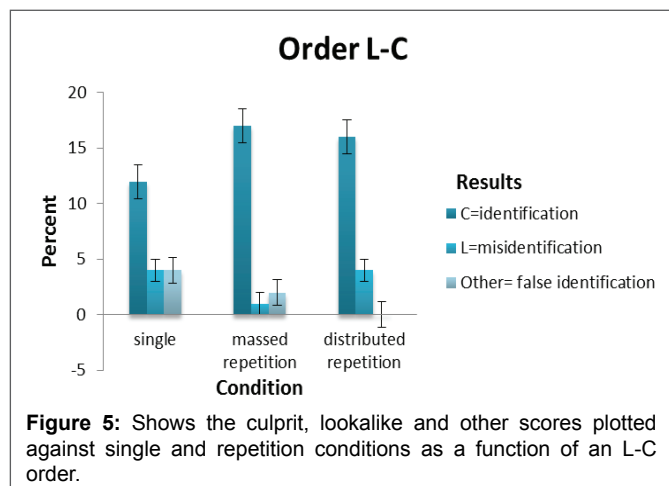 Order L-C
20
15
10
5
0
-5
Percent
single
massed
repetition
distributed
repetition
Condition
Results
C=identification
L=misidentification
Other= false identification
Figure 5: Shows the culprit, lookalike and other scores plotted
against single and repetition conditions as a function of an L-C
order.